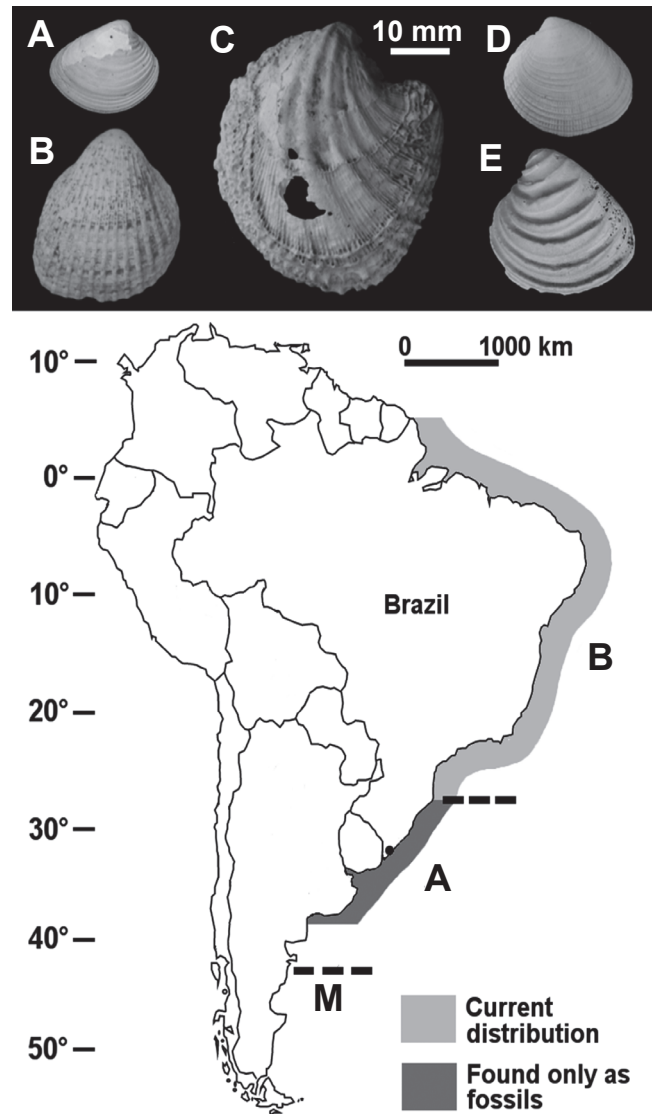 A
C
10 mm
D
B
E
0 1000 km
10°
0°
10°
Brazil
B
20°
30°
A
40°
M
50°
Current
distribution
Found only as
fossils